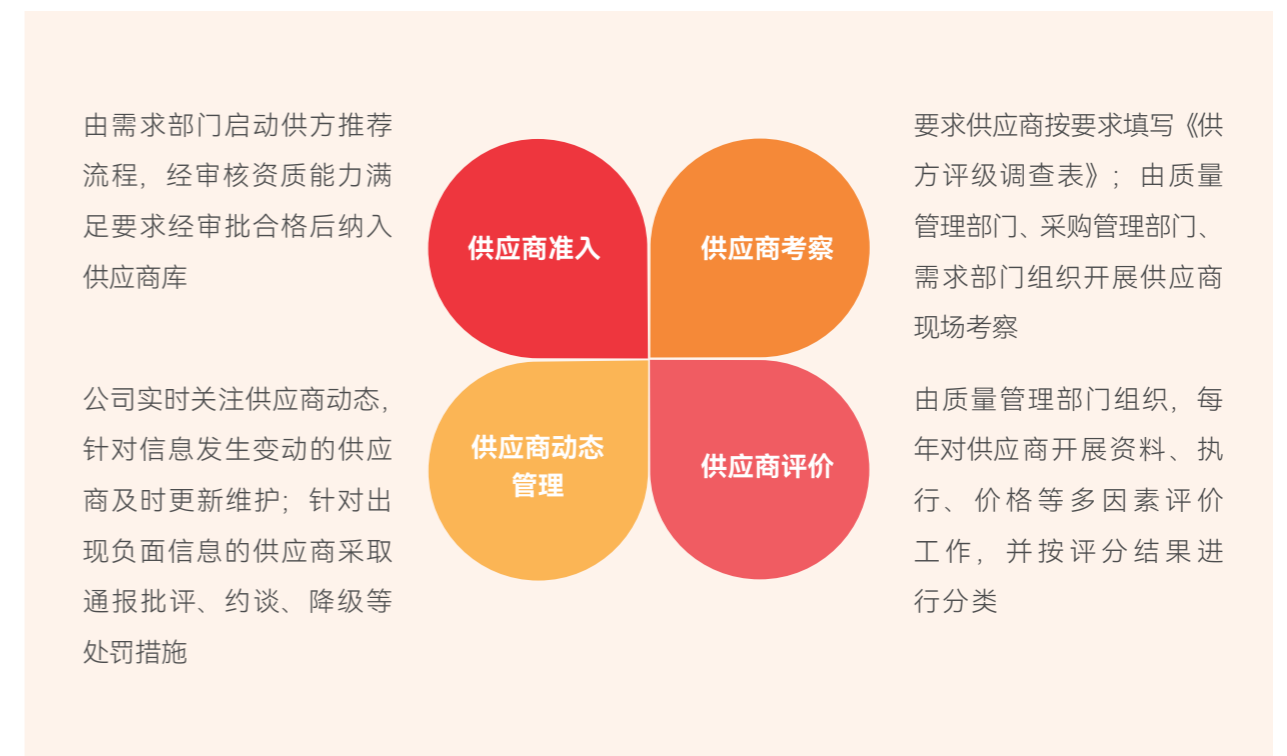 由需求部门启动供方推荐
流程，经审核资质能力满
足要求经审批合格后纳入
供应商库
供应商准入
供应商考察
要求供应商按要求填写《供
方评级调查表》；由质量
管理部门、采购管理部门、
需求部门组织开展供应商
现场考察
公司实时关注供应商动态，
针对信息发生变动的供应
商及时更新维护；针对出
现负面信息的供应商采取
通报批评、约谈、降级等
处罚措施
供应商动态
管理
供应商评价
由质量管理部门组织，每
年对供应商开展资料、执
行、价格等多因素评价
工作，并按评分结果进
行分类